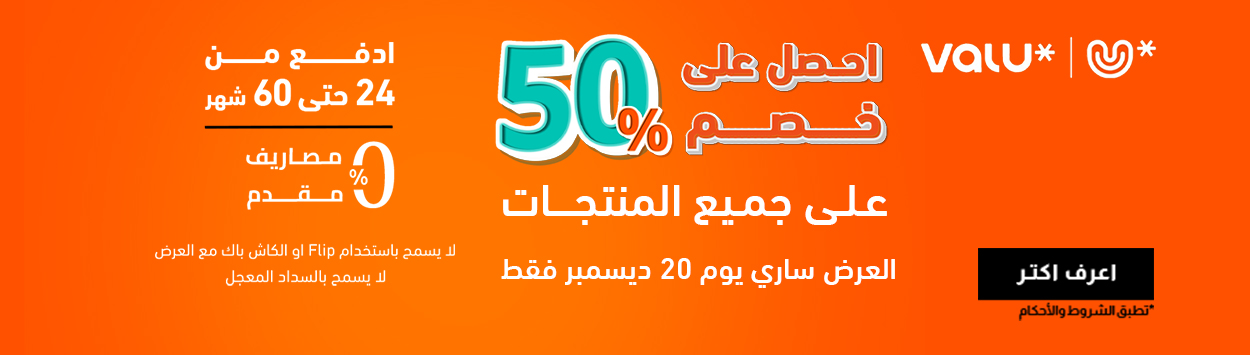 VALU*
احصل على
خصم
50%
على جميع المنتجات
العرض ساري يوم 20 ديسمبر فقط
ادفع من
24 حتى 60 شهر
0% مصاريف
مقدم
لا يسمح باستخدام Flip او الكاش باك مع العرض
لا يسمح بالسداد المعجل
اعرف اكتر
*تطبق الشروط والأحكام